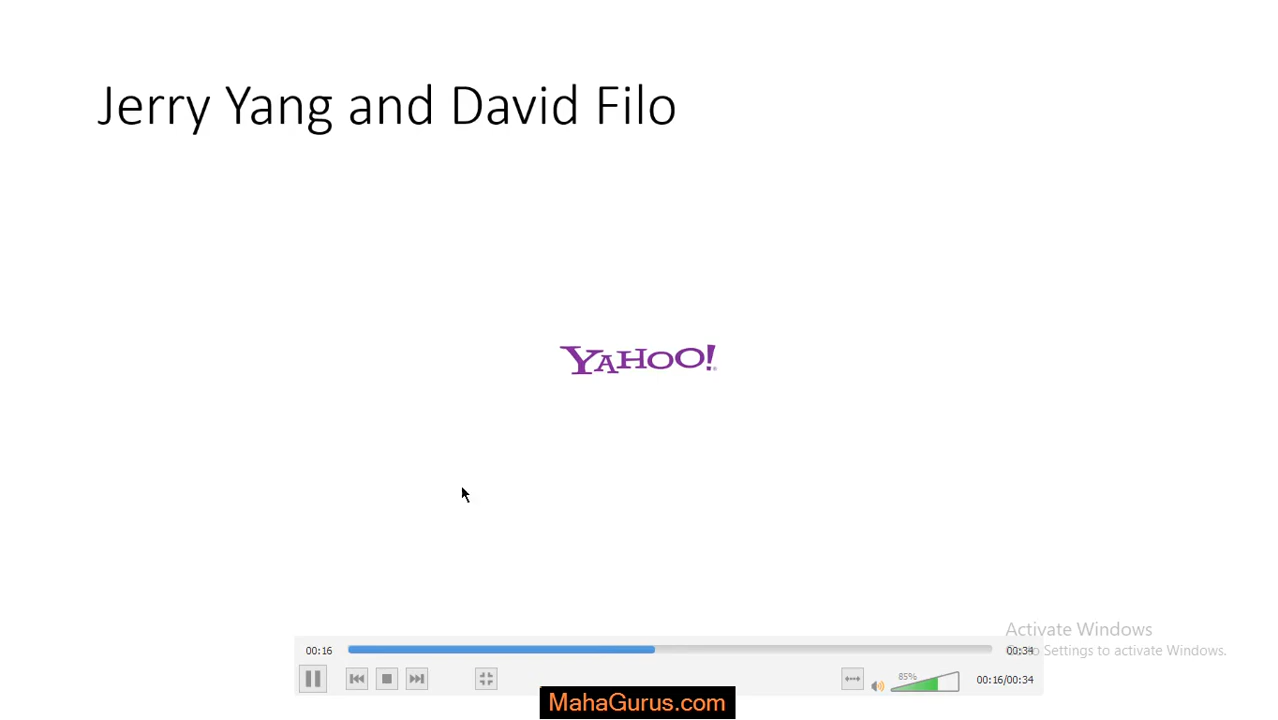 Jerry Yang and David Filo
YAHOO!
Activate Windows
to Settings to activate Windows.
00:16
00:34
85%
00:16/00:34
MahaGurus.com